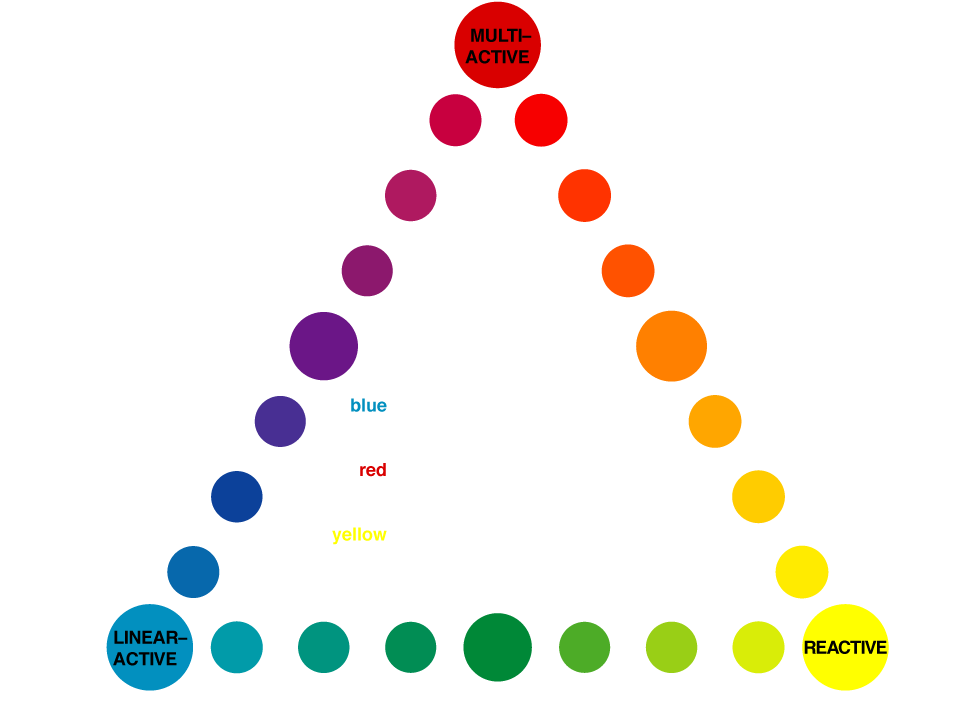 MULTI–
ACTIVE
blue
red
yellow
LINEAR–
ACTIVE
REACTIVE